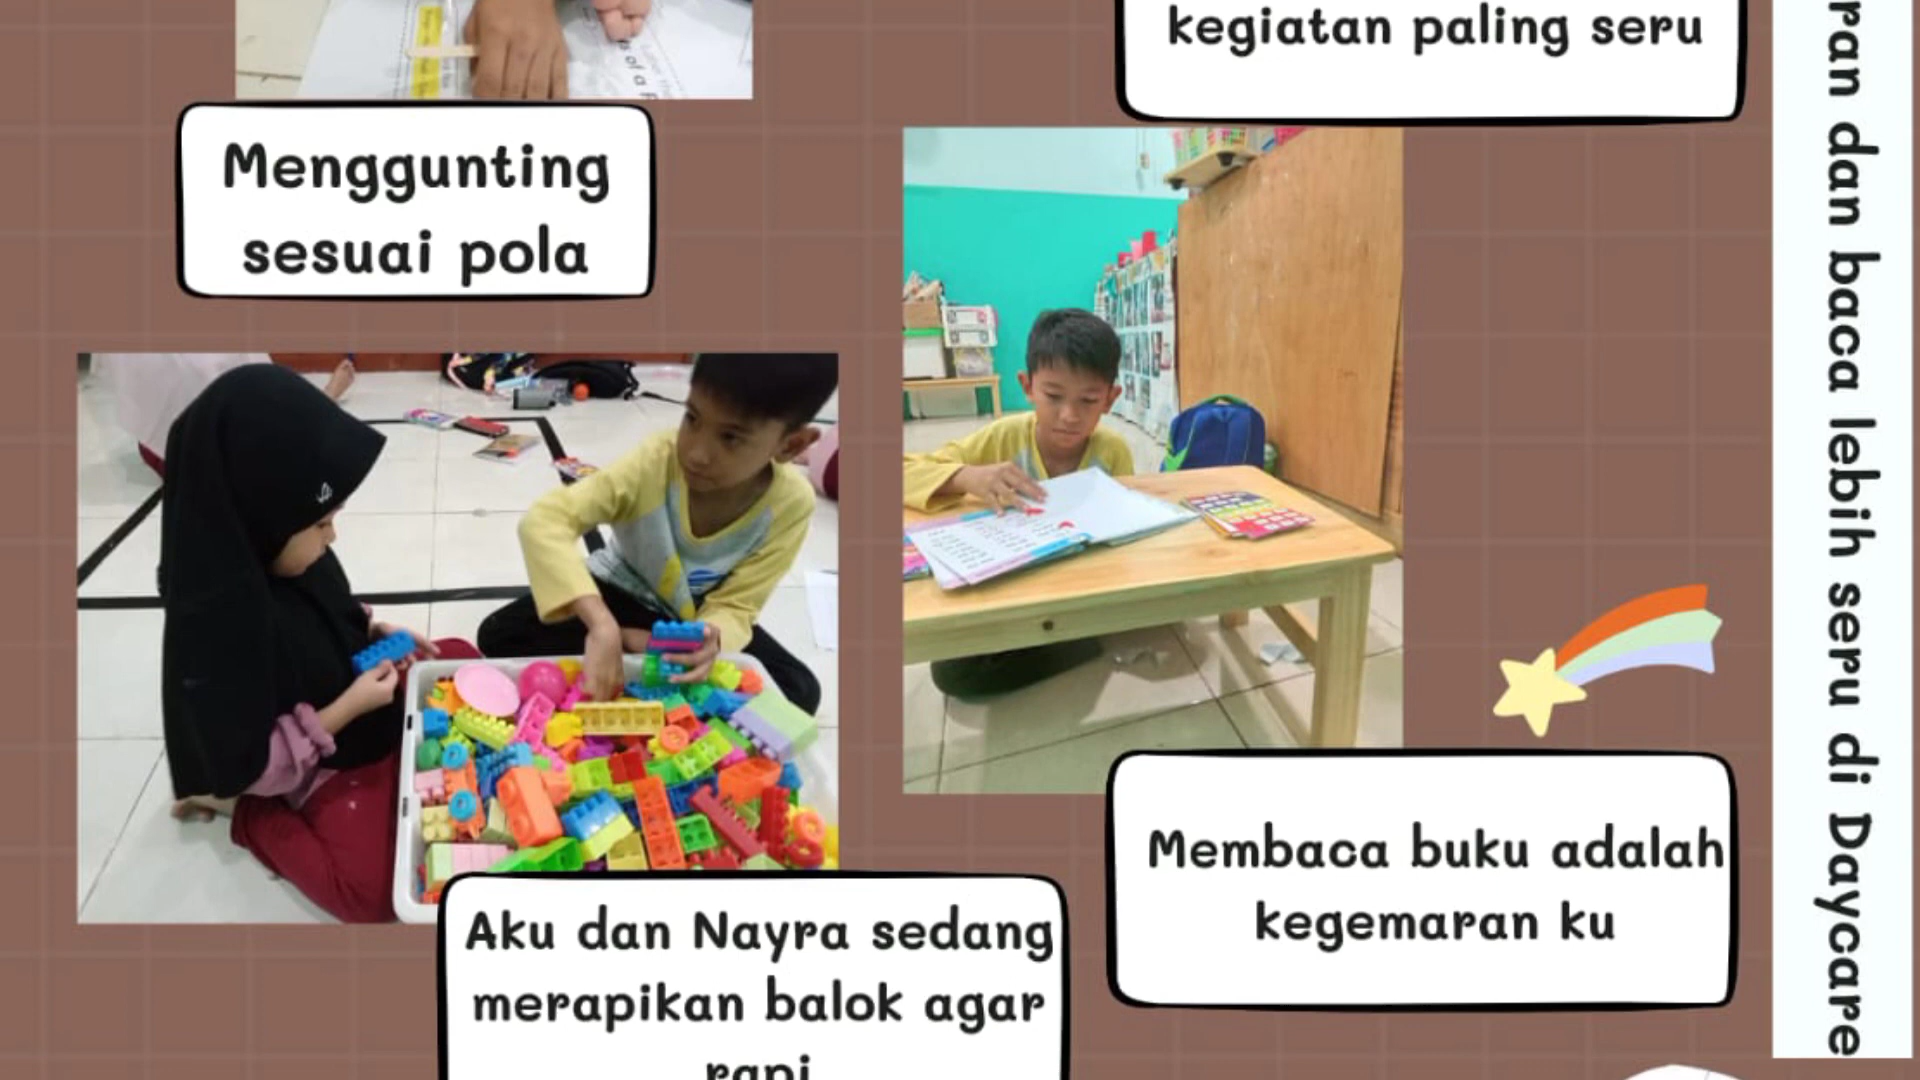 kegiatan paling seru
Menggunting
sesuai pola
Membaca buku adalah
kegemaran ku
Aku dan Nayra sedang
merapikan balok agar
rapi
ran dan baca lebih seru di Daycare